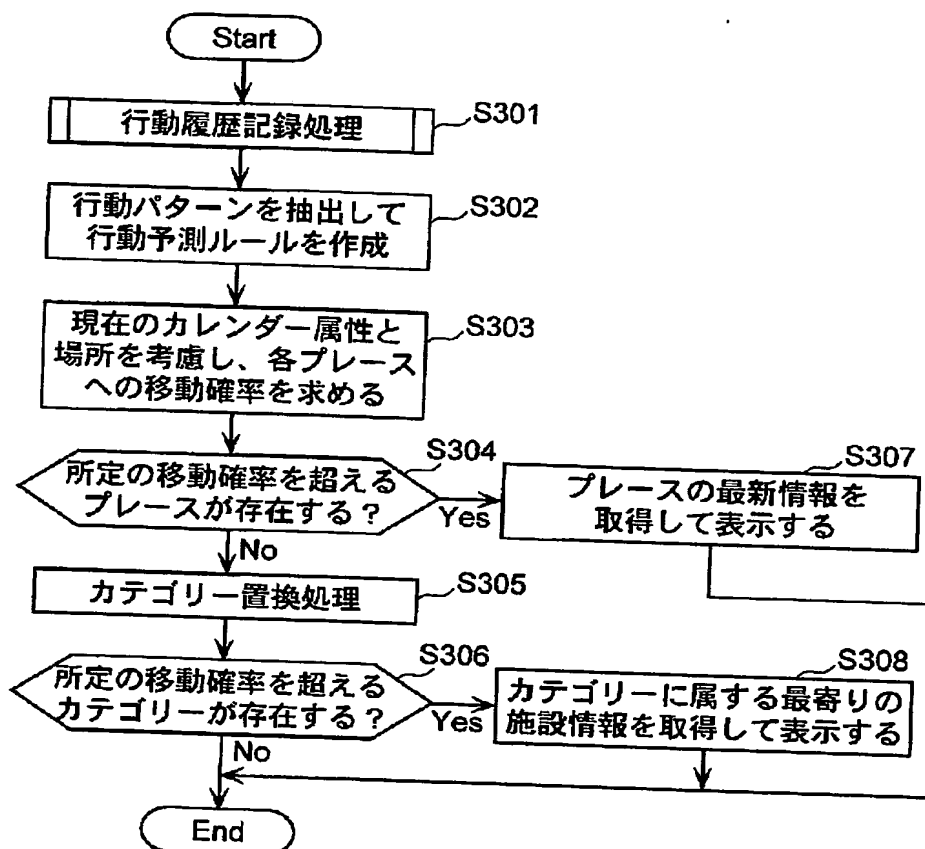 Start
行動履歴記録処理
S301
行動パターンを抽出して
行動予測ルールを作成
S302
現在のカレンダー属性と
場所を考慮し、各プレース
への移動確率を求める
S303
所定の移動確率を超える
プレースが存在する?
S304
Yes
No
プレースの最新情報を
取得して表示する
S307
カテゴリー置換処理
S305
所定の移動確率を超える
カテゴリーが存在する?
S306
Yes
No
カテゴリーに属する最寄りの
施設情報を取得して表示する
S308
End